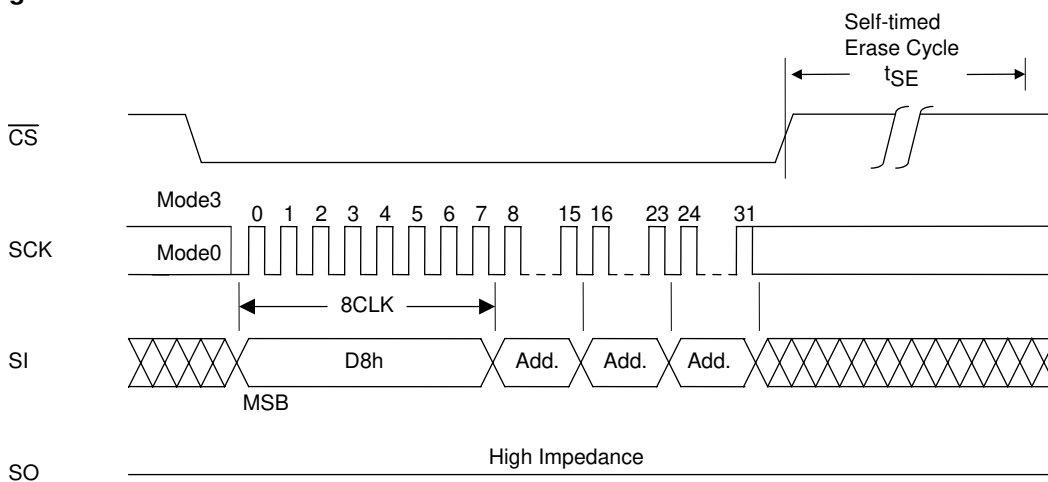 Self-timed
Erase Cycle
tSE
CS
Mode3
0 1 2 3 4 5 6 7 8 15 16 23 24 31
SCK
Mode0
8CLK
SI
D8h
Add.
Add.
Add.
MSB
High Impedance
SO